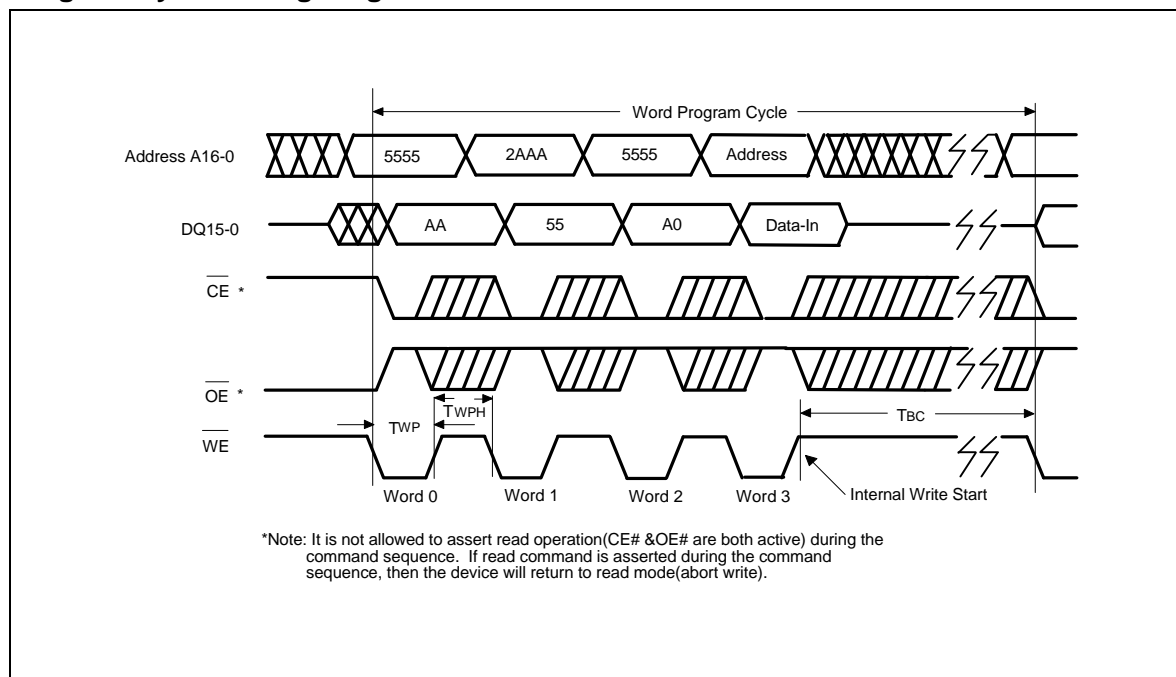 Word Program Cycle
Address A16-0
5555
2AAA
5555
Address
DQ15-0
AA
55
A0
Data-In
CE *
OE *
TWP
TWPH
TBC
WE
Word 0
Word 1
Word 2
Word 3
Internal Write Start
*Note: It is not allowed to assert read operation(CE# &OE# are both active) during the
command sequence. If read command is asserted during the command
sequence, then the device will return to read mode(abort write).